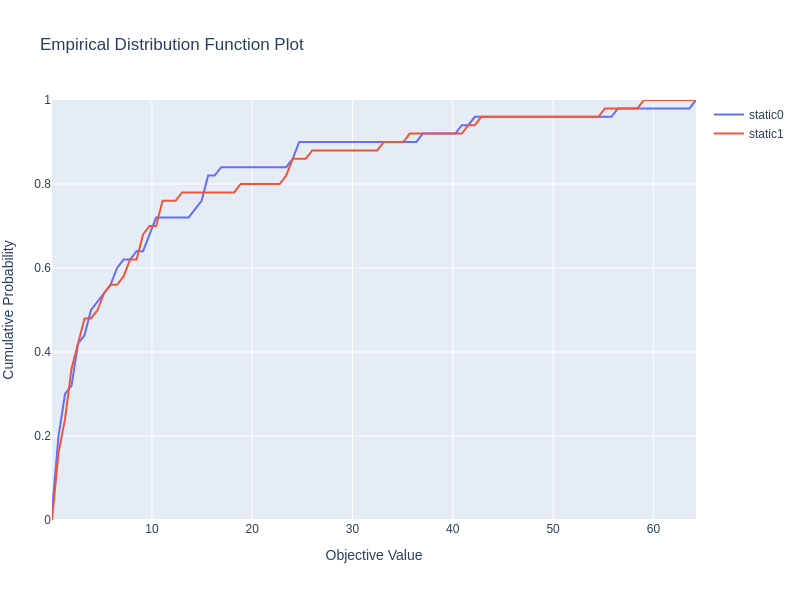 Empirical Distribution Function Plot
static0
static1
1
0.8
0.6
0.4
0.2
0
Cumulative Probability
10
20
30
40
50
60
Objective Value